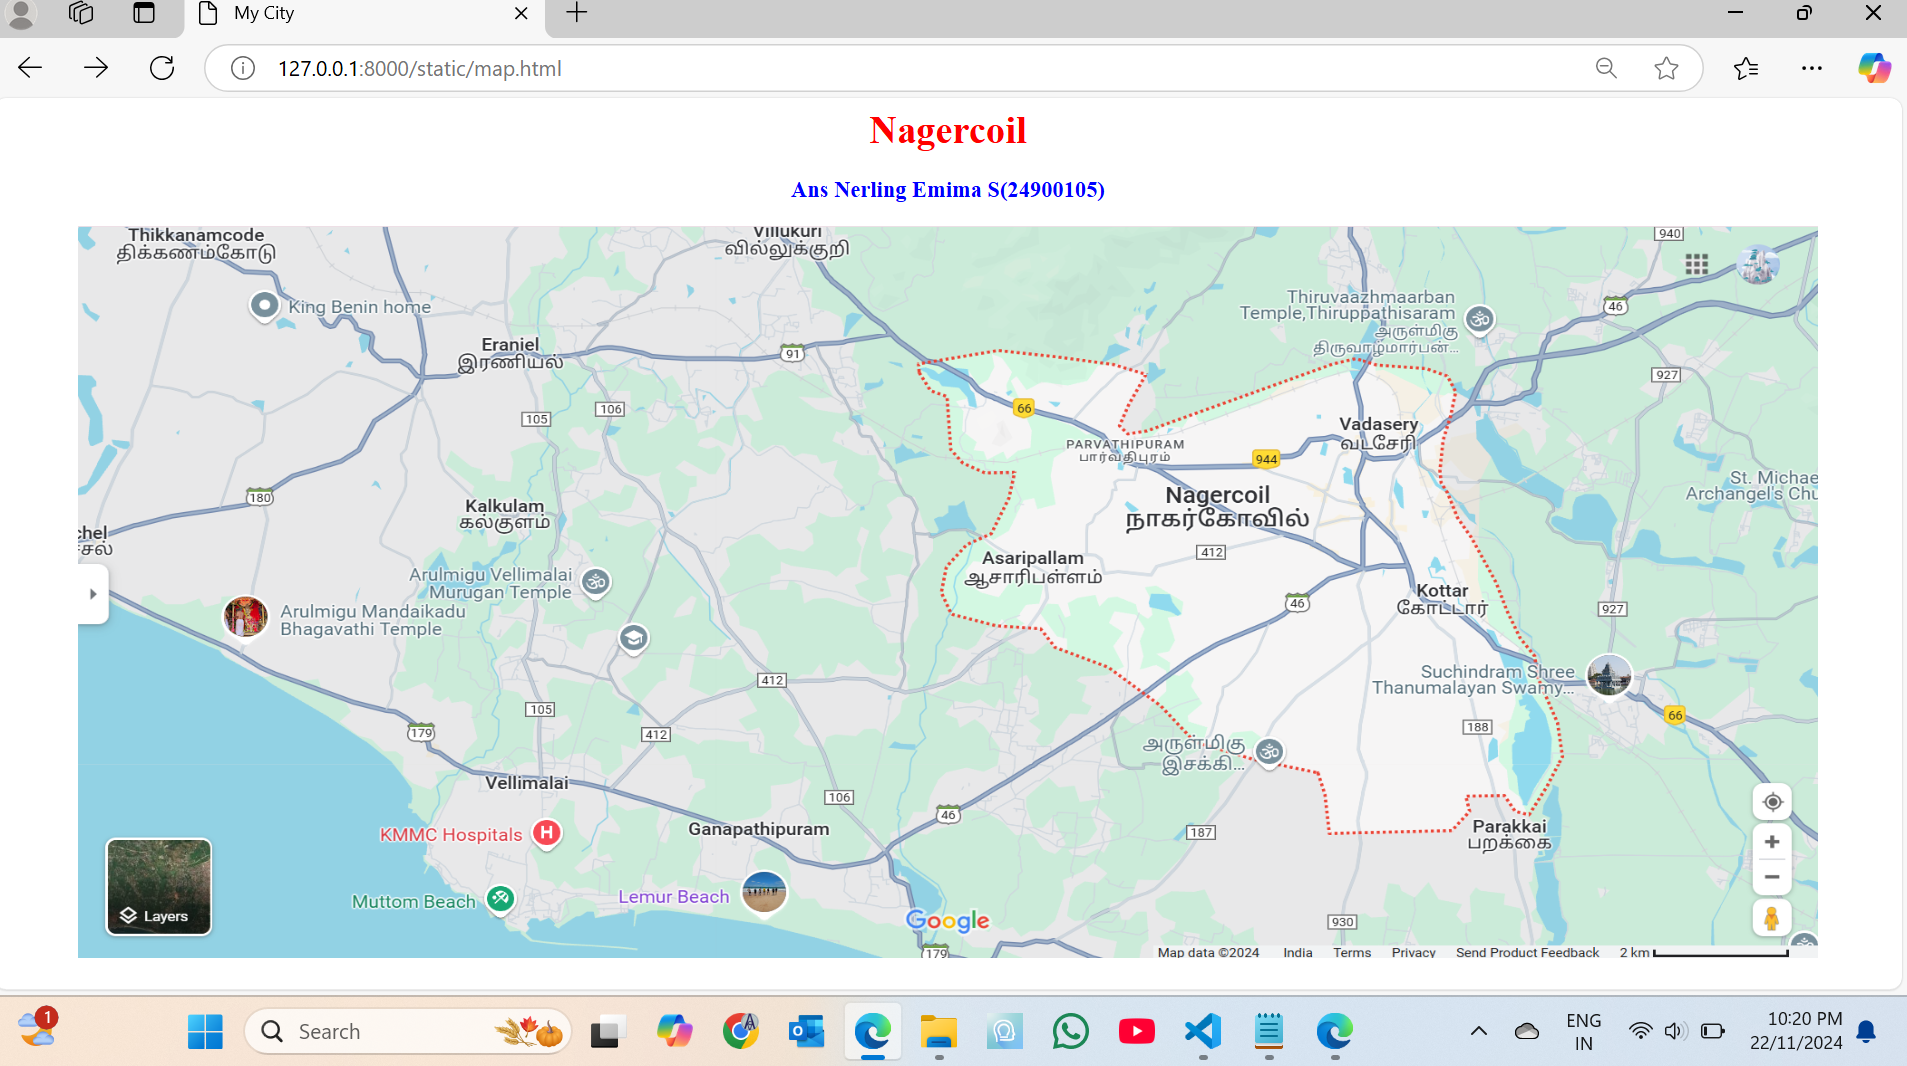 My City
127.0.0.1:8000/static/map.html
Nagercoil
Ans Nerling Emima S(24900105)
Thikkanamcode
திக்கணம்கோடு
Villukuri
வில்லுக்குறி
940
King Benin home
Thiruvaazhmaarban
Temple,Thiruppathisaram
அருள்மிகு
திருவாழ்மார்பன்...
46
Eraniel
இரணியல்
91
927
105
106
66
Vadasery
வடசேரி
PARVATHIPURAM
பார்வதிபுரம்
944
180
Kalkulam
கல்குளம்
Nagercoil
நாகர்கோவில்
St. Michae
Archangel's Chu
chel
சல்
Asaripallam
ஆசாரிபள்ளம்
412
Arulmigu Vellimalai
Murugan Temple
Kottar
கோட்டார்
46
927
Arulmigu Mandaikadu
Bhagavathi Temple
412
Suchindram Shree
Thanumalayan Swamy...
105
179
412
188
66
அருள்மிகு
இசக்கி...
Vellimalai
106
46
KMMC Hospitals
H
Ganapathipuram
187
Parakkai
பறக்கை
Muttom Beach
Lemur Beach
Layers
Google
930
179
Map data ©2024 India Terms Privacy Send Product Feedback 2 km
1
Search
ENG
IN
10:20 PM
22/11/2024